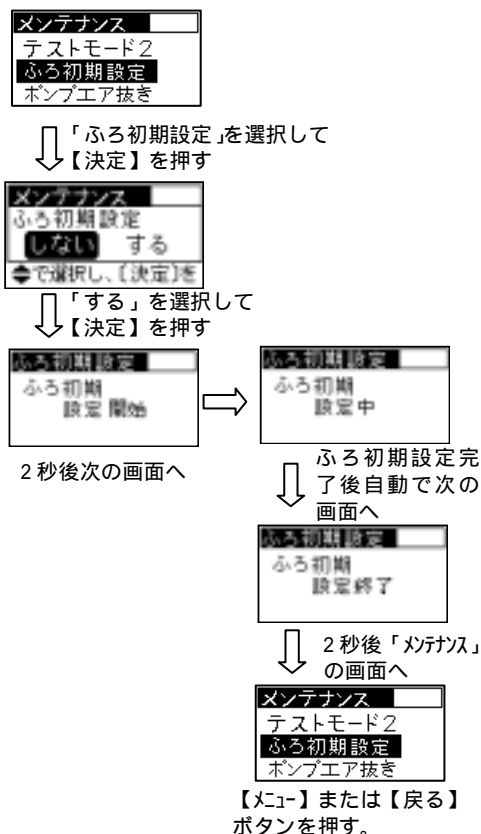 メンテナンス
テストモード2
ふろ初期設定
ポンプエア抜き
「ふろ初期設定」を選択して
【決定】を押す
メンテナンス
ふろ初期設定
しない する
◆で選択し、[決定]を
「する」を選択して
【決定】を押す
ふろ初期設定
ふろ初期
設定開始
2秒後次の画面へ
ふろ初期設定
ふろ初期
設定中
ふろ初期設定完
了後自動で次の
画面へ
ふろ初期設定
ふろ初期
設定終了
2秒後「ﾒﾝﾃﾅﾝｽ」
の画面へ
メンテナンス
テストモード2
ふろ初期設定
ポンプエア抜き
【ﾒﾆｭｰ】または【戻る】
ボタンを押す。